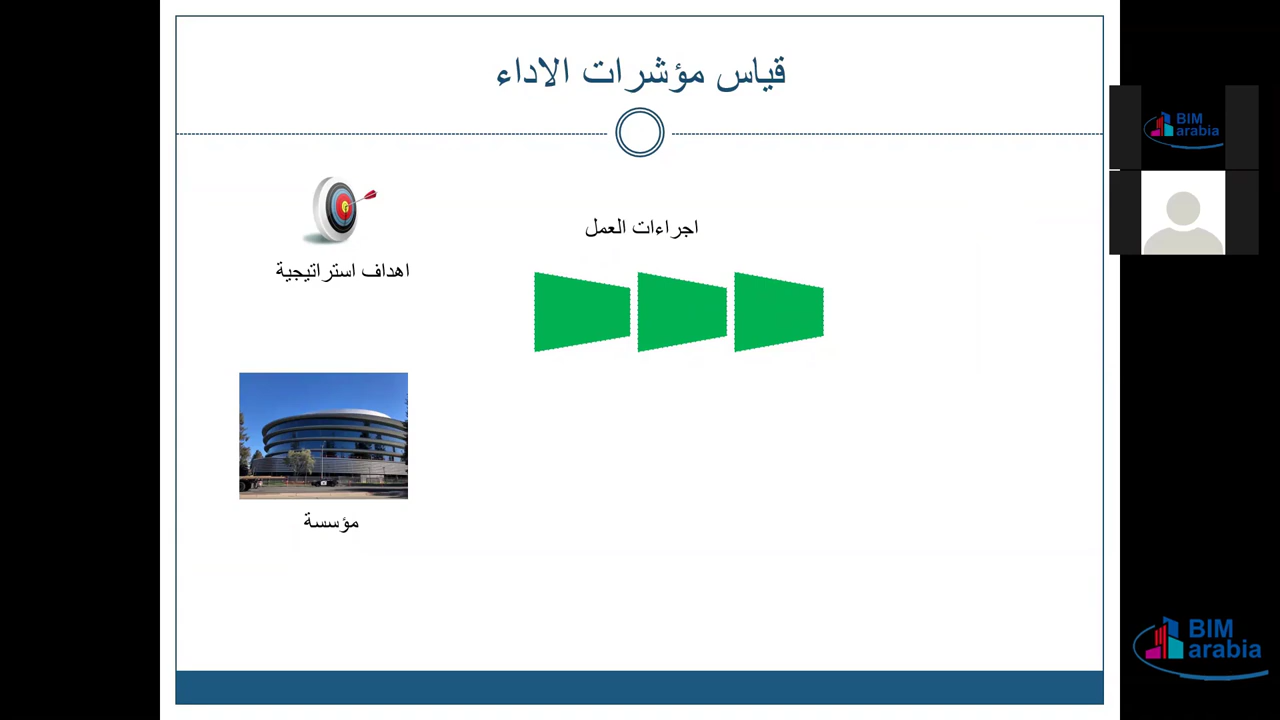 قياس مؤشرات الاداء
اجراءات العمل
اهداف استراتيجية
مؤسسة
BIM
arabia
BIM
arabia